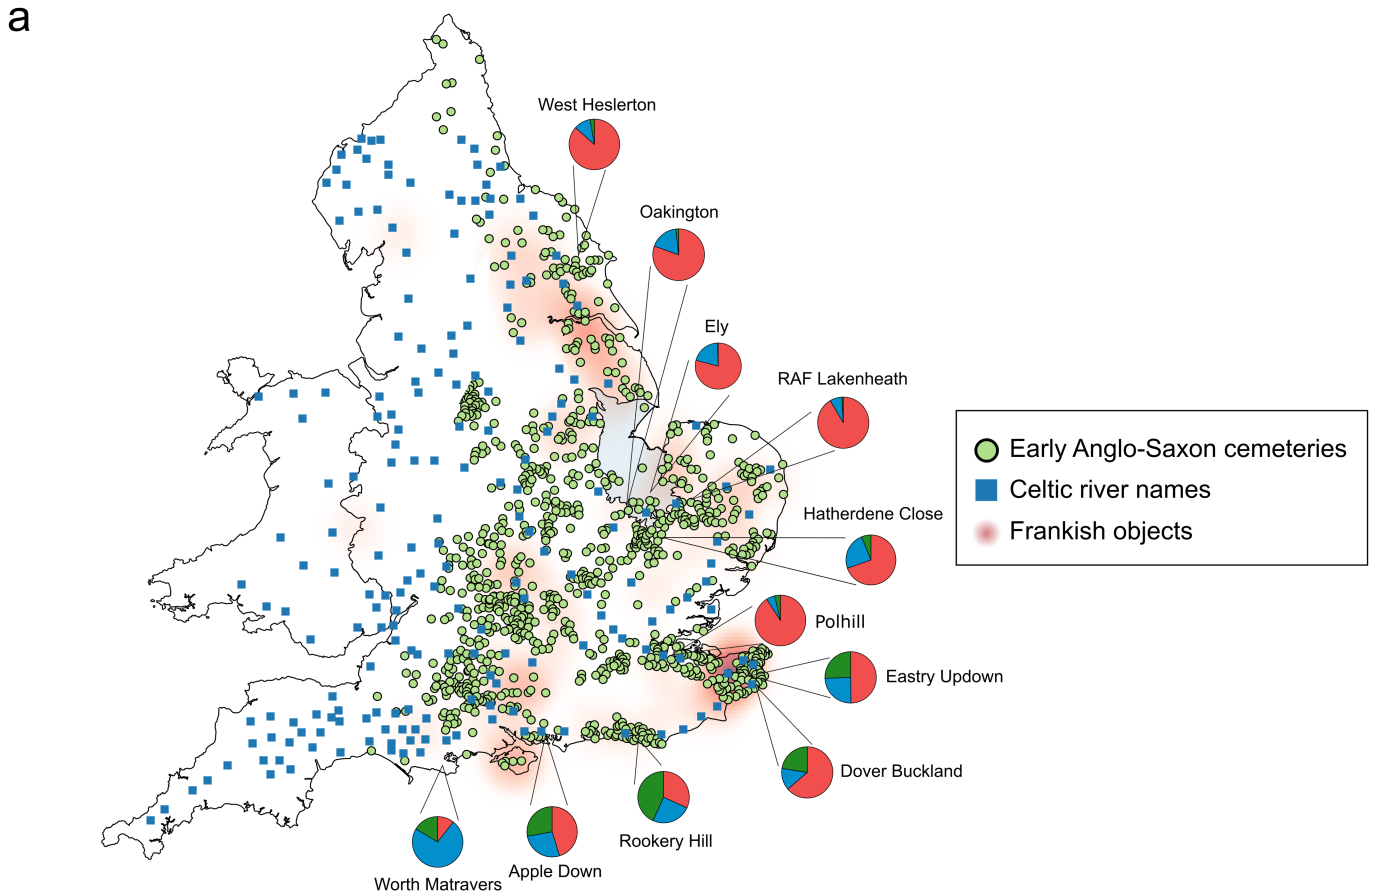 a
West Heslerton
Oakington
Ely
RAF Lakenheath
Early Anglo-Saxon cemeteries
Celtic river names
Frankish objects
Hatherdene Close
Polhill
Eastry Updown
Dover Buckland
Rookery Hill
Apple Down
Worth Matravers